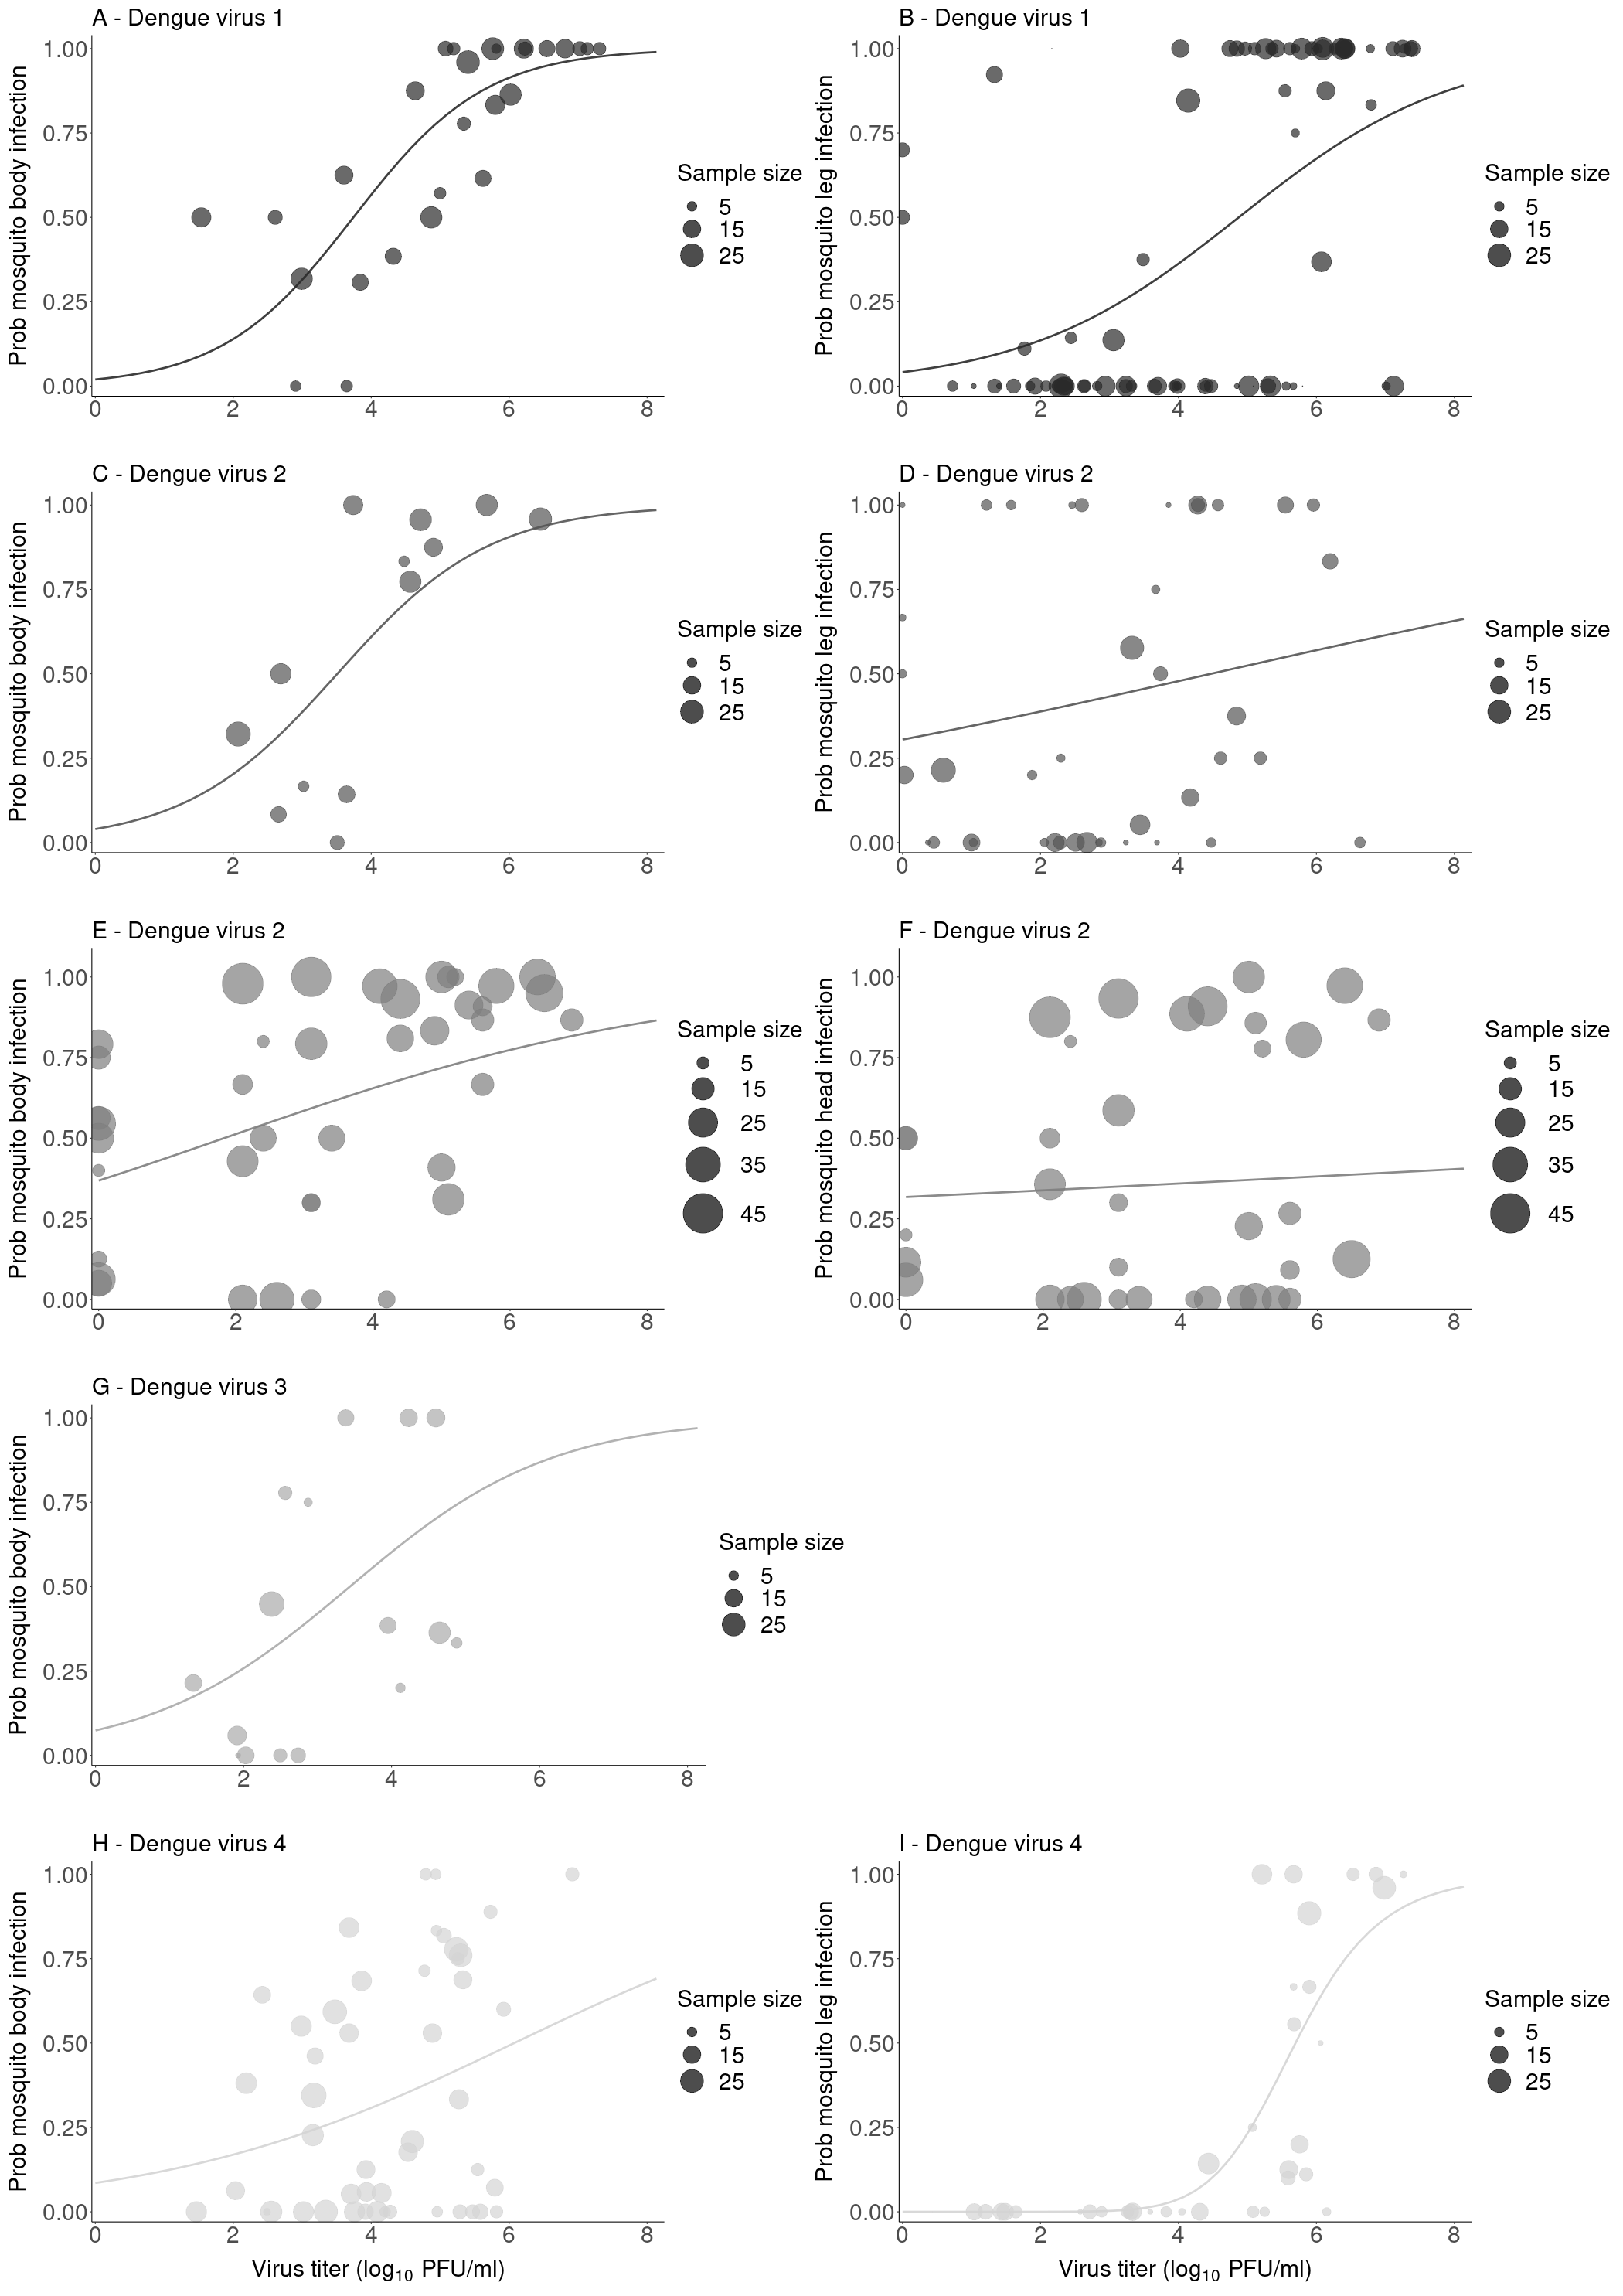 A - Dengue virus 1
Prob mosquito body infection
1.00
0.75
0.50
0.25
0.00
0 2 4 6 8
Sample size
5
15
25
B - Dengue virus 1
Prob mosquito leg infection
1.00
0.75
0.50
0.25
0.00
0 2 4 6 8
Sample size
5
15
25
C - Dengue virus 2
Prob mosquito body infection
1.00
0.75
0.50
0.25
0.00
0 2 4 6 8
Sample size
5
15
25
D - Dengue virus 2
Prob mosquito leg infection
1.00
0.75
0.50
0.25
0.00
0 2 4 6 8
Sample size
5
15
25
E - Dengue virus 2
Prob mosquito body infection
1.00
0.75
0.50
0.25
0.00
0 2 4 6 8
Sample size
5
15
25
35
45
F - Dengue virus 2
Prob mosquito head infection
1.00
0.75
0.50
0.25
0.00
0 2 4 6 8
Sample size
5
15
25
35
45
G - Dengue virus 3
Prob mosquito body infection
1.00
0.75
0.50
0.25
0.00
0 2 4 6 8
Sample size
5
15
25
H - Dengue virus 4
Prob mosquito body infection
1.00
0.75
0.50
0.25
0.00
0 2 4 6 8
Virus titer (log₁₀ PFU/ml)
Sample size
5
15
25
I - Dengue virus 4
Prob mosquito leg infection
1.00
0.75
0.50
0.25
0.00
0 2 4 6 8
Virus titer (log₁₀ PFU/ml)
Sample size
5
15
25